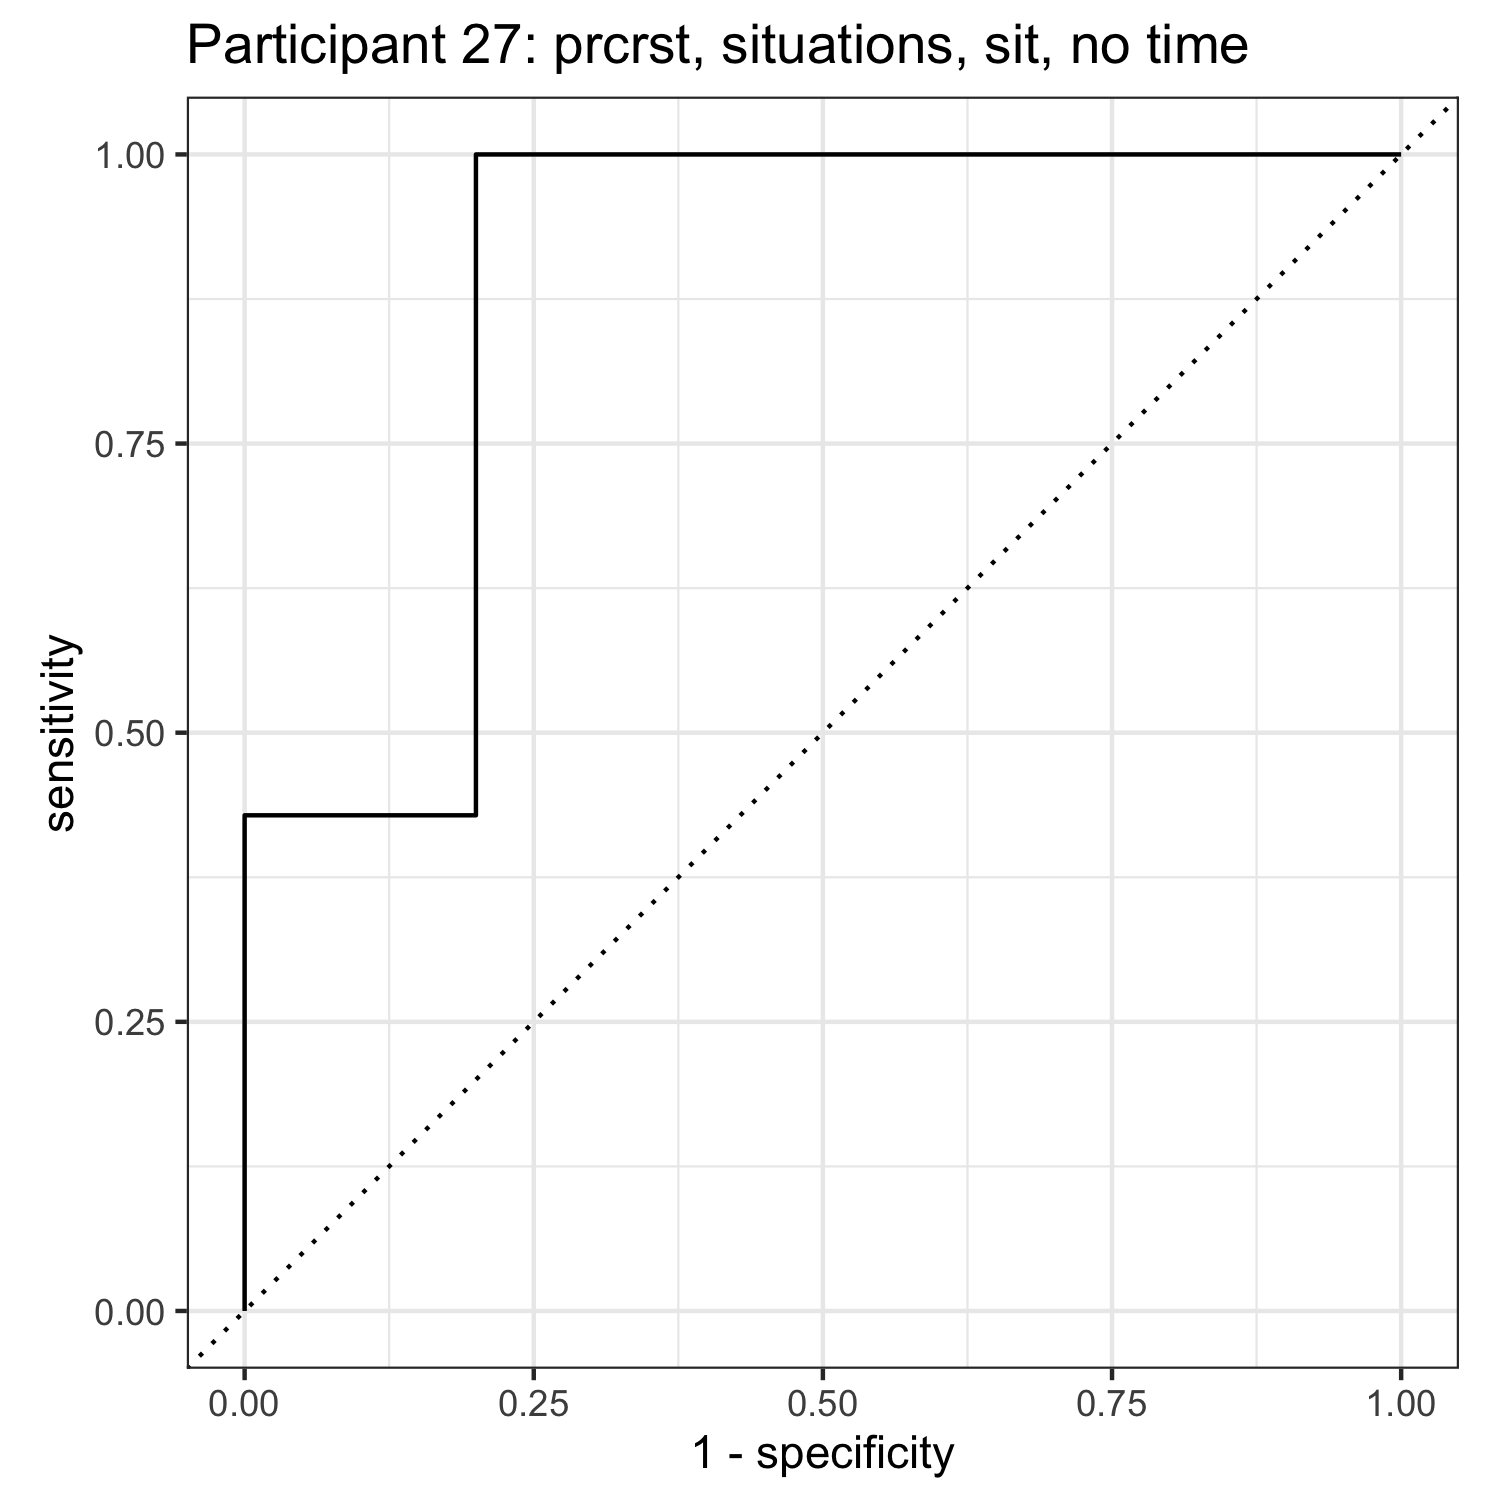 Participant 27: prcrst, situations, sit, no time
1.00
0.75
0.50
0.25
0.00
sensitivity
0.00 0.25 0.50 0.75 1.00
1 - specificity